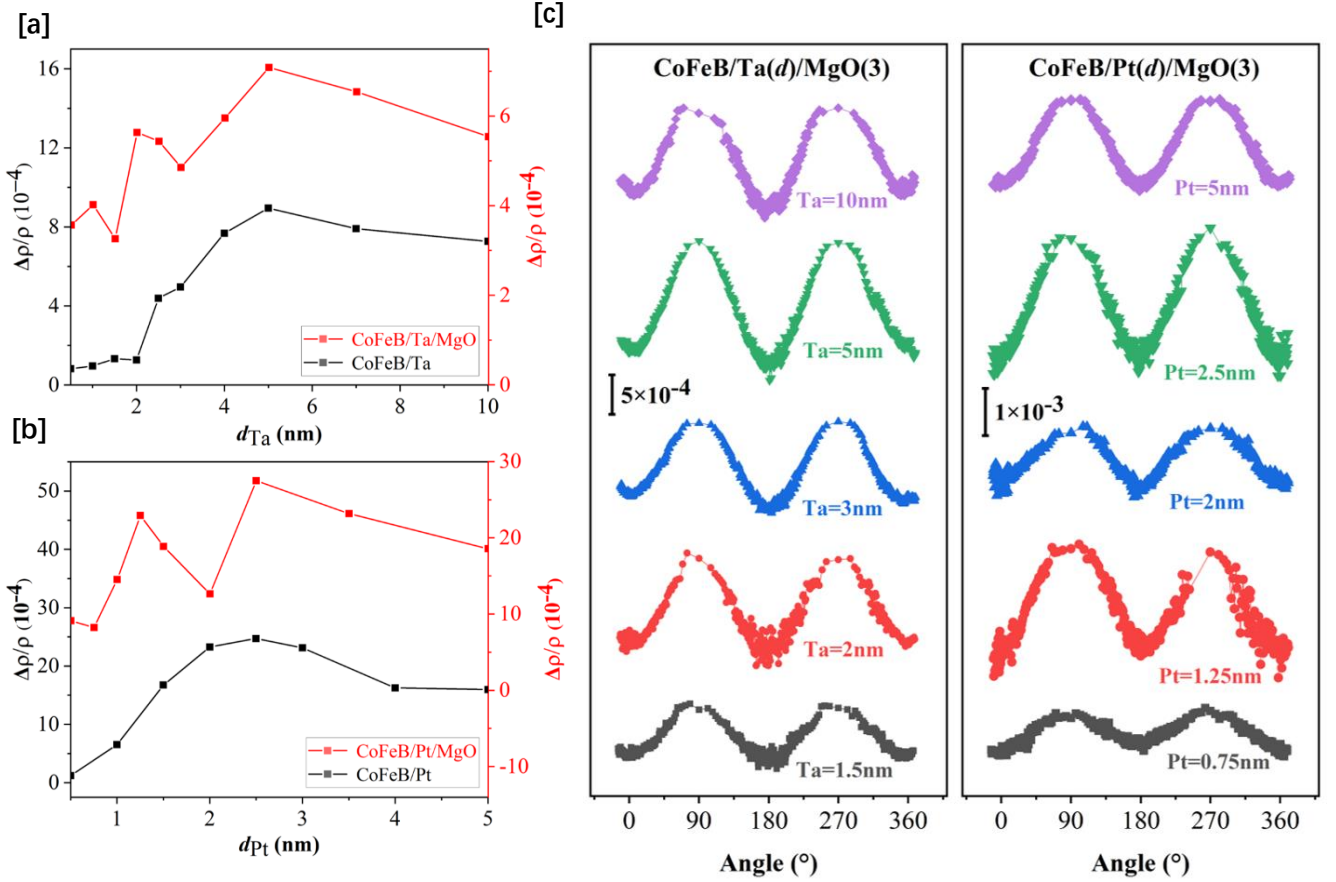 [a]
16
12
8
4
0
Δρ/ρ (10⁻⁴)
6
4
2
0
Δρ/ρ (10⁻⁴)
CoFeB/Ta/MgO
CoFeB/Ta
2 4 6 8 10
dTa (nm)
[b]
50
40
30
20
10
0
Δρ/ρ (10⁻⁴)
30
20
10
0
-10
Δρ/ρ (10⁻⁴)
CoFeB/Pt/MgO
CoFeB/Pt
1 2 3 4 5
dPt (nm)
[c]
CoFeB/Ta(d)/MgO(3)
Ta=10nm
Ta=5nm
5×10⁻⁴
Ta=3nm
Ta=2nm
Ta=1.5nm
0 90 180 270 360
Angle (°)
CoFeB/Pt(d)/MgO(3)
Pt=5nm
Pt=2.5nm
1×10⁻³
Pt=2nm
Pt=1.25nm
Pt=0.75nm
0 90 180 270 360
Angle (°)